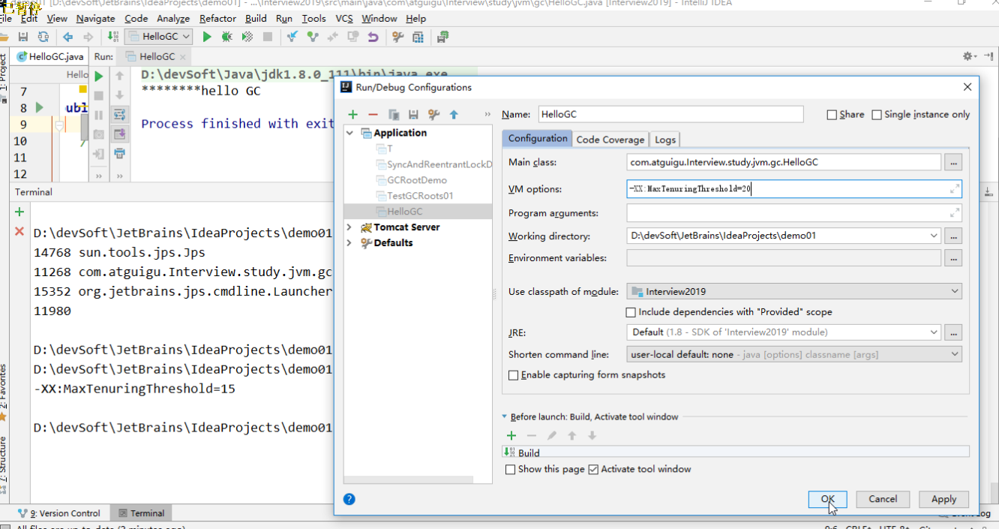 [D:\devSoft\JetBrains\IdeaProjects\demo01] - ...\Interview2019\src\main\java\com\atguigu\Interview\study\jvm\gc\HelloGC.java [Interview2019] - IntelliJ IDEA
File Edit View Navigate Code Analyze Refactor Build Run Tools VCS Window Help
HelloGC
HelloGC.java
Run: HelloGC
1: Project
Hello
D:\devSoft\Java\jdk1.8.0_111\bin\java.exe
********hello GC
Process finished with exit
7
8 ubl
9
10
11
12
Terminal
D:\devSoft\JetBrains\IdeaProjects\demo01
14768 sun.tools.jps.Jps
11268 com.atguigu.Interview.study.jvm.gc
15352 org.jetbrains.jps.cmdline.Launcher
11980
D:\devSoft\JetBrains\IdeaProjects\demo01
D:\devSoft\JetBrains\IdeaProjects\demo01
-XX:MaxTenuringThreshold=15
D:\devSoft\JetBrains\IdeaProjects\demo01
2: Favorites
7: Structure
9: Version Control Terminal
Run/Debug Configurations
Application
T
SyncAndReentrantLockD
GCRootDemo
TestGCRoots01
HelloGC
Tomcat Server
Defaults
Name: HelloGC Share Single instance only
Configuration Code Coverage Logs
Main class: com.atguigu.Interview.study.jvm.gc.HelloGC ...
VM options: -XX:MaxTenuringThreshold=20
Program arguments:
Working directory: D:\devSoft\JetBrains\IdeaProjects\demo01 ...
Environment variables: ...
Use classpath of module: Interview2019
Include dependencies with "Provided" scope
JRE: Default (1.8 - SDK of 'Interview2019' module) ...
Shorten command line: user-local default: none - java [options] classname [args]
Enable capturing form snapshots
Before launch: Build, Activate tool window
Build
Show this page Activate tool window
OK Cancel Apply
Event Log
All files are up-to-date (2 minutes ago)
9:6 CRLF UTF-8